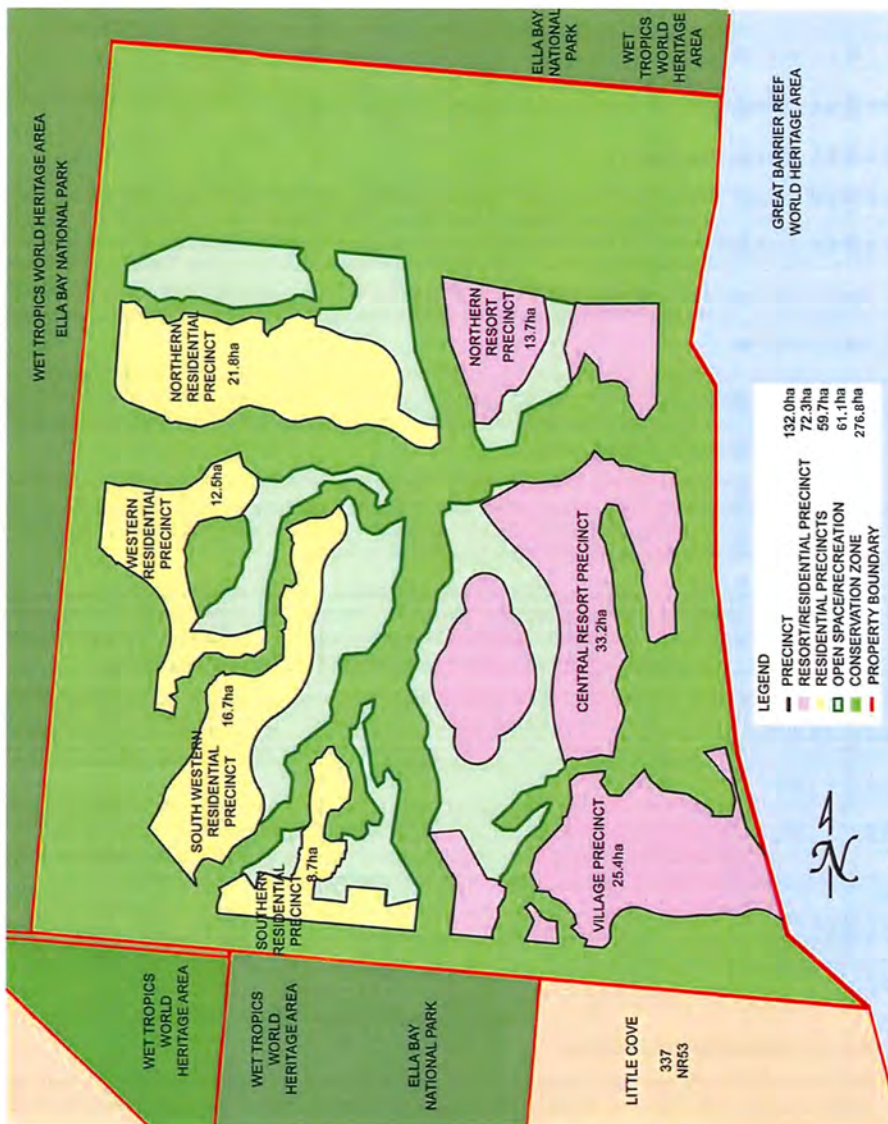 WET TROPICS WORLD HERITAGE AREA
ELLA BAY NATIONAL PARK
WET TROPICS
WORLD
HERITAGE AREA
WET TROPICS
WORLD
HERITAGE AREA
ELLA BAY
NATIONAL PARK
LITTLE COVE
337
NR53
SOUTH WESTERN
RESIDENTIAL
PRECINCT
16.7ha
WESTERN
RESIDENTIAL
PRECINCT
12.5ha
NORTHERN
RESIDENTIAL
PRECINCT
21.8ha
SOUTHERN
RESIDENTIAL
PRECINCT
8.7ha
VILLAGE PRECINCT
25.4ha
CENTRAL RESORT PRECINCT
33.2ha
NORTHERN
RESORT
PRECINCT
13.7ha
ELLA BAY
NATIONAL
PARK
WET
TROPICS
WORLD
HERITAGE
AREA
GREAT BARRIER REEF
WORLD HERITAGE AREA
N
LEGEND
PRECINCT 132.0ha
RESORT/RESIDENTIAL PRECINCT 72.3ha
RESIDENTIAL PRECINCTS 59.7ha
OPEN SPACE/RECREATION 61.1ha
CONSERVATION ZONE 276.8ha
PROPERTY BOUNDARY